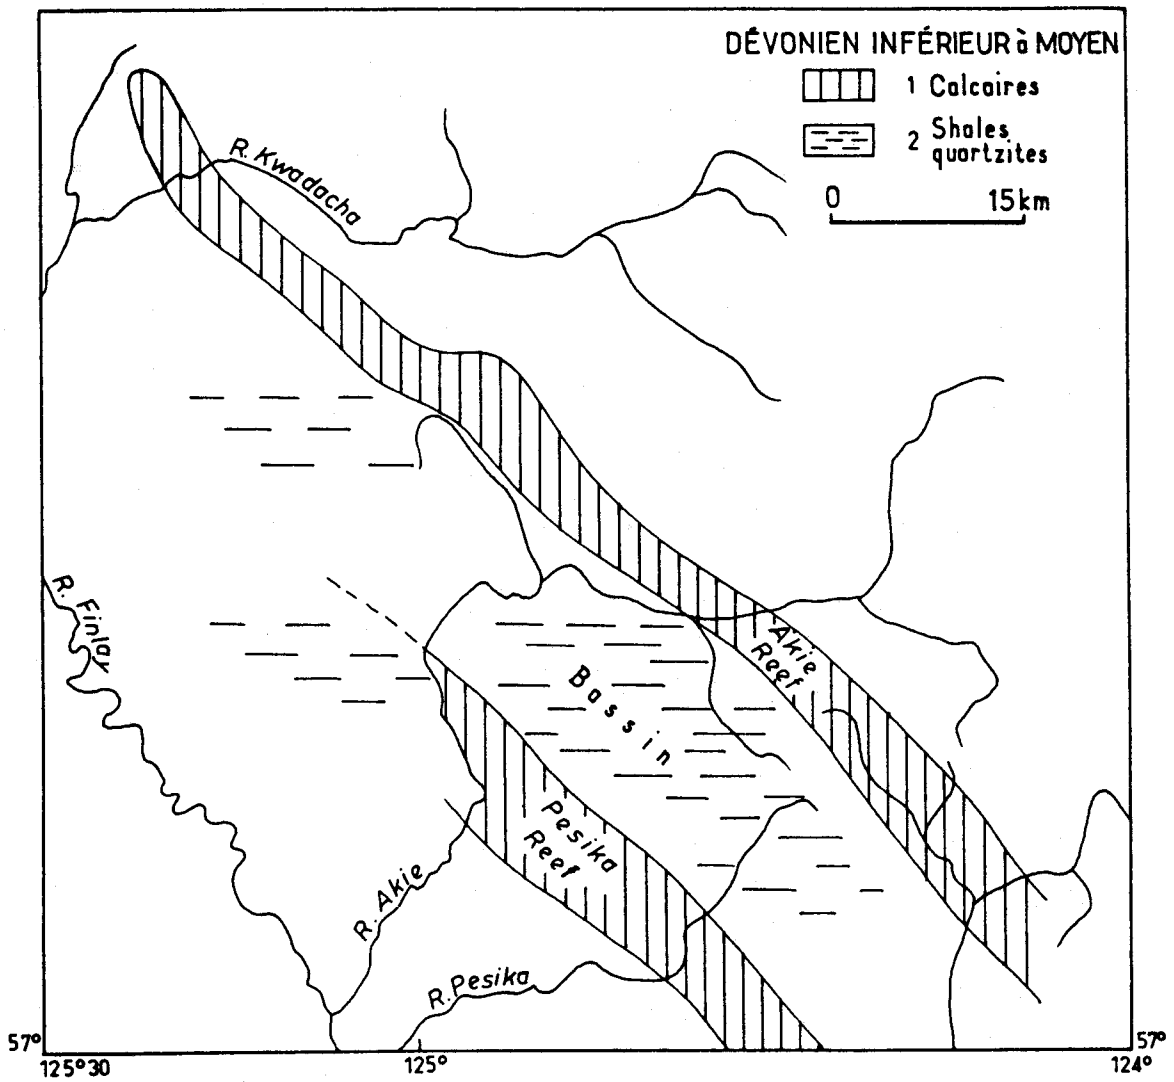 DÉVONIEN INFÉRIEUR à MOYEN
1 Calcaires
2 Shales
quartzites
0 15km
R. Kwadacha
R. Finlay
Akie
Reef
Bassin
Pesika
Reef
R. Akie
R. Pesika
57° 57°
125°30 125° 124°